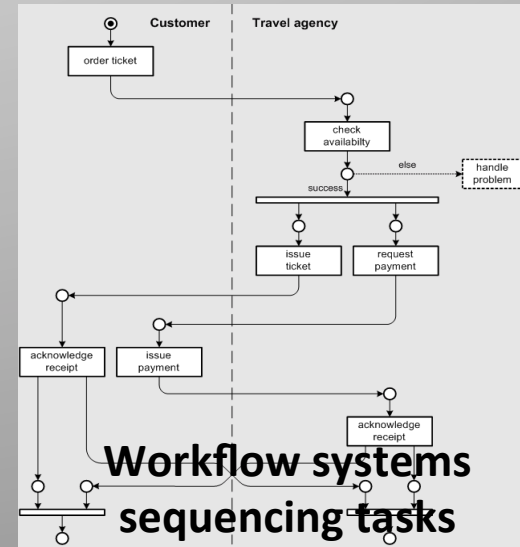 Customer
Travel agency
order ticket
check
availabilty
else
handle
problem
success
issue
ticket
request
payment
acknowledge
receipt
issue
payment
acknowledge
receipt
Workflow systems
sequencing tasks